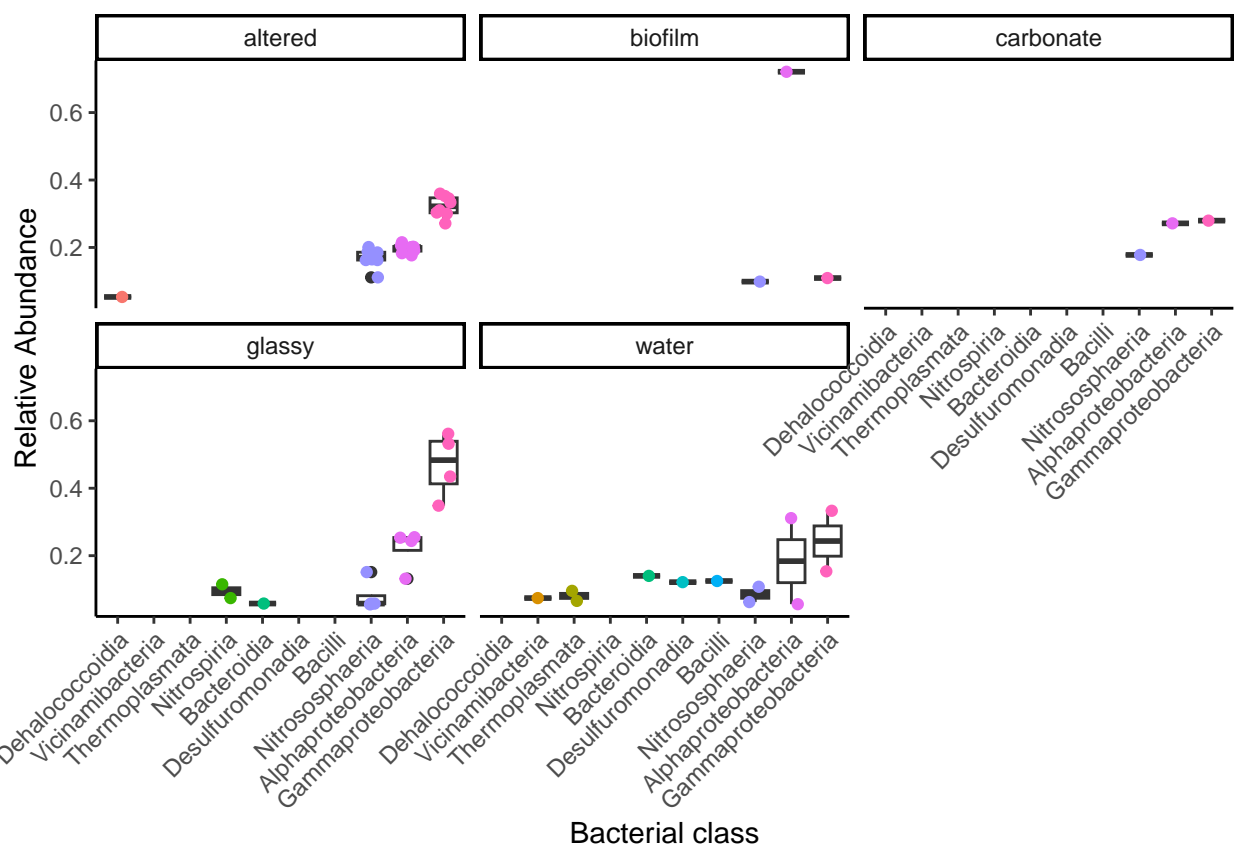 altered
biofilm
carbonate
Relative Abundance
0.6
0.4
0.2
Dehalococcoidia
Vicinamibacteria
Thermoplasmata
Nitrospiria
Bacteroidia
Desulfuromonadia
Bacilli
Nitrososphaeria
Alphaproteobacteria
Gammaproteobacteria
glassy
water
0.6
0.4
0.2
Dehalococcoidia
Vicinamibacteria
Thermoplasmata
Nitrospiria
Bacteroidia
Desulfuromonadia
Bacilli
Nitrososphaeria
Alphaproteobacteria
Gammaproteobacteria
Dehalococcoidia
Vicinamibacteria
Thermoplasmata
Nitrospiria
Bacteroidia
Desulfuromonadia
Bacilli
Nitrososphaeria
Alphaproteobacteria
Gammaproteobacteria
Bacterial class